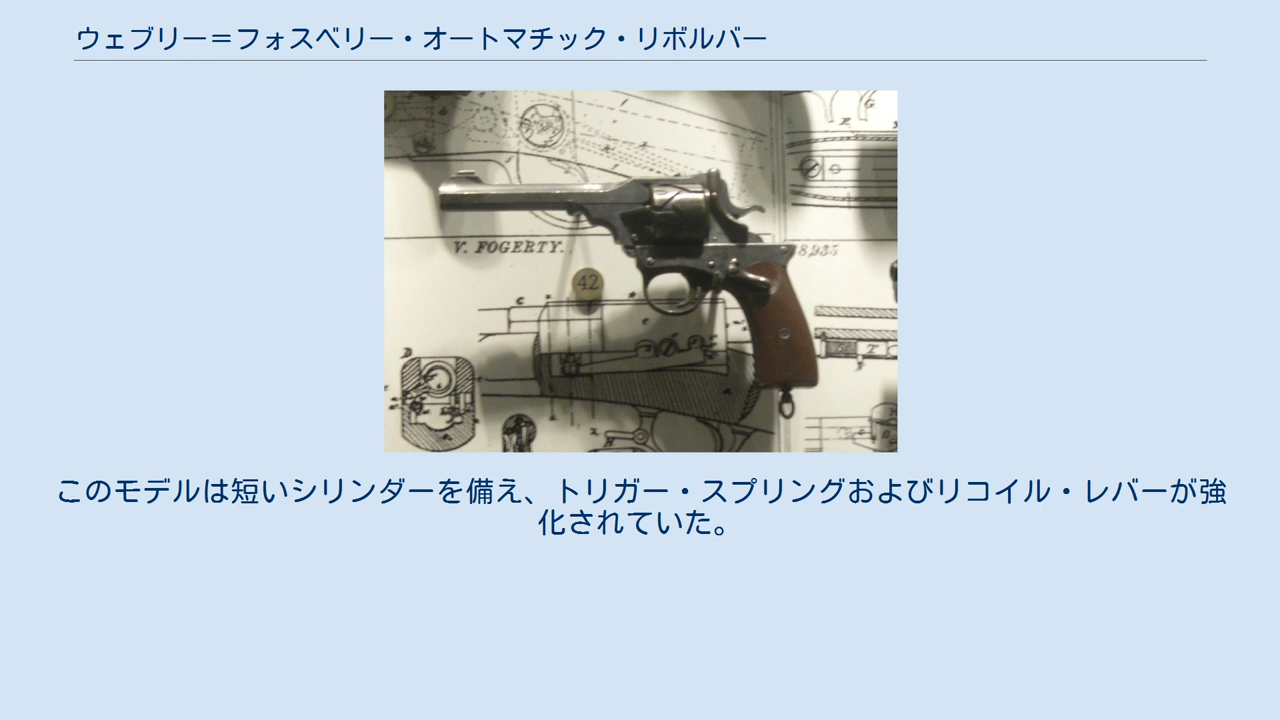 ウェブリー＝フォスベリー・オートマチック・リボルバー
V. FOGERTY.
42
このモデルは短いシリンダーを備え、トリガー・スプリングおよびリコイル・レバーが強
化されていた。